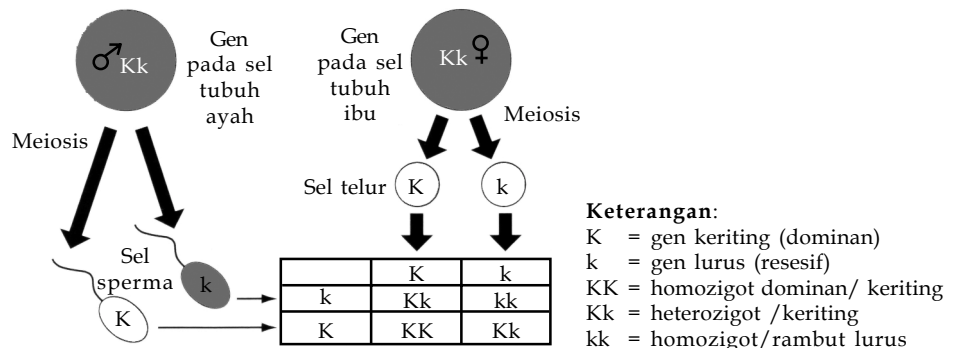 ♂Kk
Gen
pada sel
tubuh
ayah
Gen
pada sel
tubuh
ibu
Kk♀
Meiosis
Meiosis
Sel telur
K
k
Sel
sperma
k
K
K k
k Kk kk
K KK Kk
Keterangan:
K = gen keriting (dominan)
k = gen lurus (resesif)
KK = homozigot dominan/ keriting
Kk = heterozigot /keriting
kk = homozigot/rambut lurus